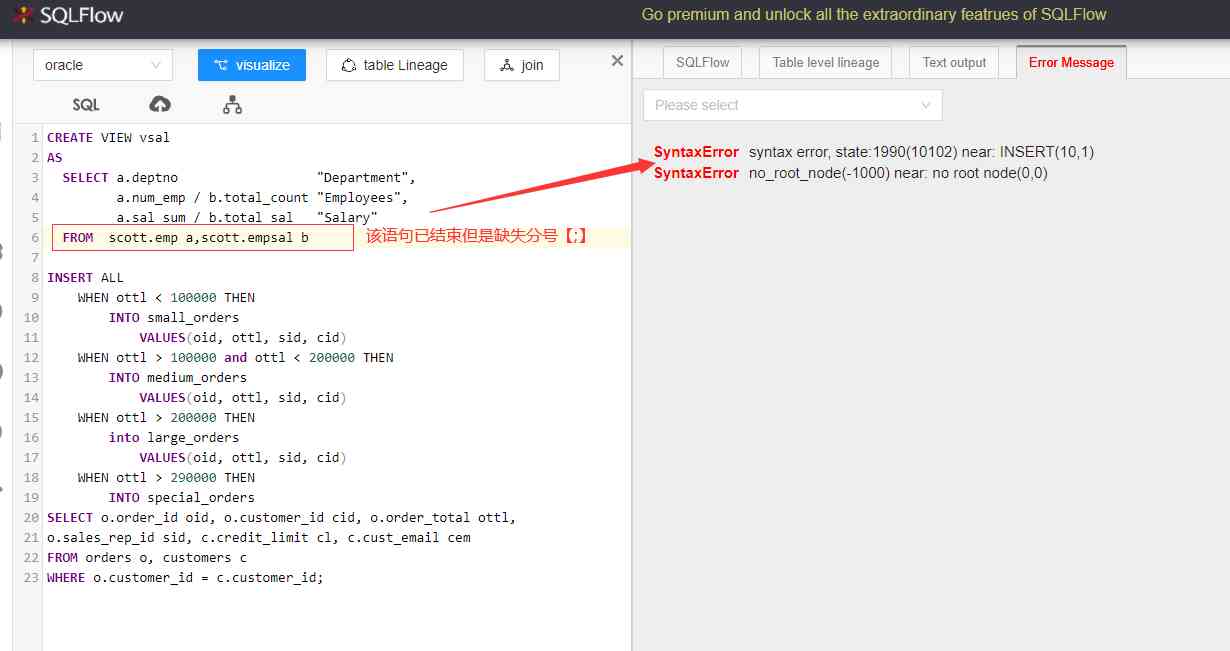 SQLFlow
Go premium and unlock all the extraordinary featrues of SQLFlow
oracle
visualize
table Lineage
join
SQL
1 CREATE VIEW vsal
2 AS
3 SELECT a.deptno "Department",
4 a.num_emp / b.total_count "Employees",
5 a.sal_sum / b.total_sal "Salary"
6 FROM scott.emp a,scott.empsal b
该语句已结束但是缺失分号【;】
7
8 INSERT ALL
9 WHEN ottl < 100000 THEN
10 INTO small_orders
11 VALUES(oid, ottl, sid, cid)
12 WHEN ottl > 100000 and ottl < 200000 THEN
13 INTO medium_orders
14 VALUES(oid, ottl, sid, cid)
15 WHEN ottl > 200000 THEN
16 into large_orders
17 VALUES(oid, ottl, sid, cid)
18 WHEN ottl > 290000 THEN
19 INTO special_orders
20 SELECT o.order_id oid, o.customer_id cid, o.order_total ottl,
21 o.sales_rep_id sid, c.credit_limit cl, c.cust_email cem
22 FROM orders o, customers c
23 WHERE o.customer_id = c.customer_id;
SQLFlow
Table level lineage
Text output
Error Message
Please select
SyntaxError syntax error, state:1990(10102) near: INSERT(10,1)
SyntaxError no_root_node(-1000) near: no root node(0,0)